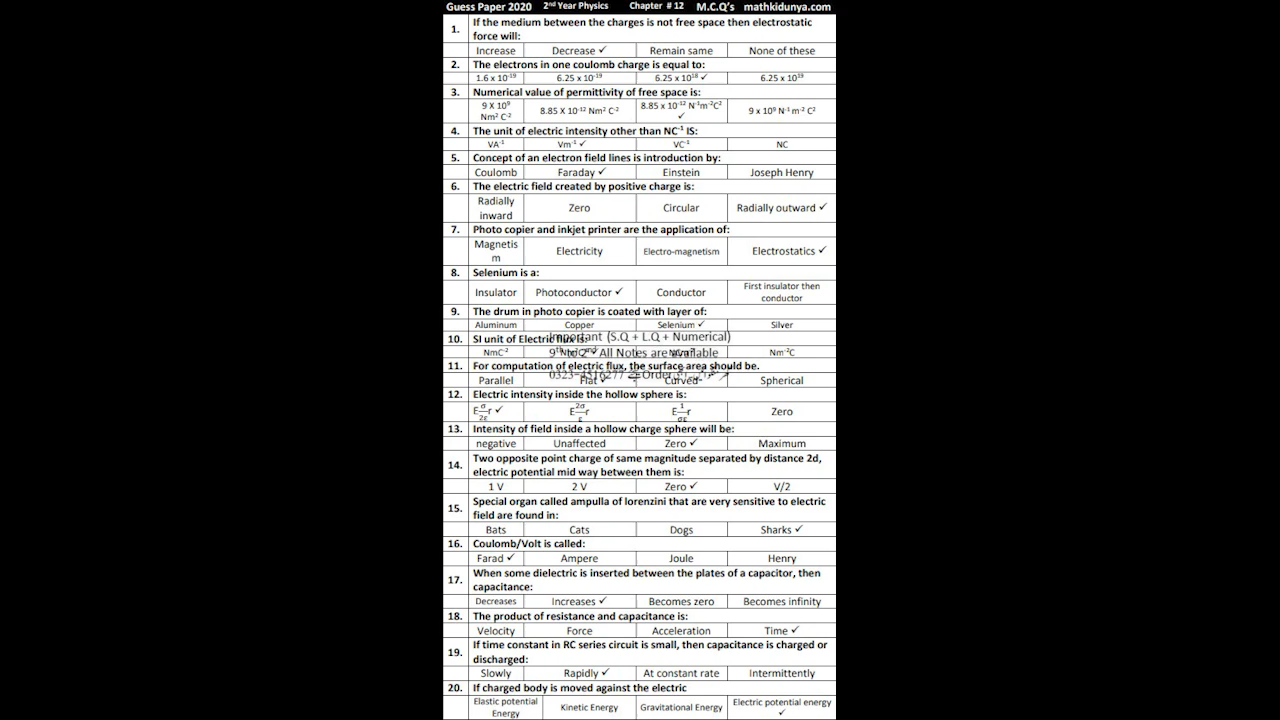 Guess Paper 2020 2nd Year Physics Chapter # 12 M.C.Q's mathkidunya.com
1. If the medium between the charges is not free space then electrostatic
force will:
Increase Decrease ✓ Remain same None of these
2. The electrons in one coulomb charge is equal to:
1.6 x 10⁻¹⁹ 6.25 x 10⁻¹⁹ 6.25 x 10¹⁸ ✓ 6.25 x 10¹⁹
3. Numerical value of permittivity of free space is:
9 X 10⁹ Nm² C⁻² 8.85 X 10⁻¹² Nm² C⁻² 8.85 x 10⁻¹² N⁻¹m⁻²C² ✓ 9 x 10⁹ N⁻¹ m⁻² C²
4. The unit of electric intensity other than NC⁻¹ IS:
VA⁻¹ Vm⁻¹ ✓ VC⁻¹ NC
5. Concept of an electron field lines is introduction by:
Coulomb Faraday ✓ Einstein Joseph Henry
6. The electric field created by positive charge is:
Radially inward Zero Circular Radially outward ✓
7. Photo copier and inkjet printer are the application of:
Magnetism Electricity Electro-magnetism Electrostatics ✓
8. Selenium is a:
Insulator Photoconductor ✓ Conductor First insulator then conductor
9. The drum in photo copier is coated with layer of:
Aluminum Copper Selenium ✓ Silver
Important (S.Q + L.Q + Numerical)
10. SI unit of Electric flux is:
NmC⁻² Nm⁻²C
9th to 2nd All Notes are available
11. For computation of electric flux, the surface area should be.
Parallel Flat ✓ Curved Spherical
Order
12. Electric intensity inside the hollow sphere is:
E σ/2ε r ✓ E 2σ/ε r E 1/σε r Zero
13. Intensity of field inside a hollow charge sphere will be:
negative Unaffected Zero ✓ Maximum
14. Two opposite point charge of same magnitude separated by distance 2d,
electric potential mid way between them is:
1 V 2 V Zero ✓ V/2
15. Special organ called ampulla of lorenzini that are very sensitive to electric
field are found in:
Bats Cats Dogs Sharks ✓
16. Coulomb/Volt is called:
Farad ✓ Ampere Joule Henry
17. When some dielectric is inserted between the plates of a capacitor, then
capacitance:
Decreases Increases ✓ Becomes zero Becomes infinity
18. The product of resistance and capacitance is:
Velocity Force Acceleration Time ✓
19. If time constant in RC series circuit is small, then capacitance is charged or
discharged:
Slowly Rapidly ✓ At constant rate Intermittently
20. If charged body is moved against the electric
Elastic potential Energy Kinetic Energy Gravitational Energy Electric potential energy ✓